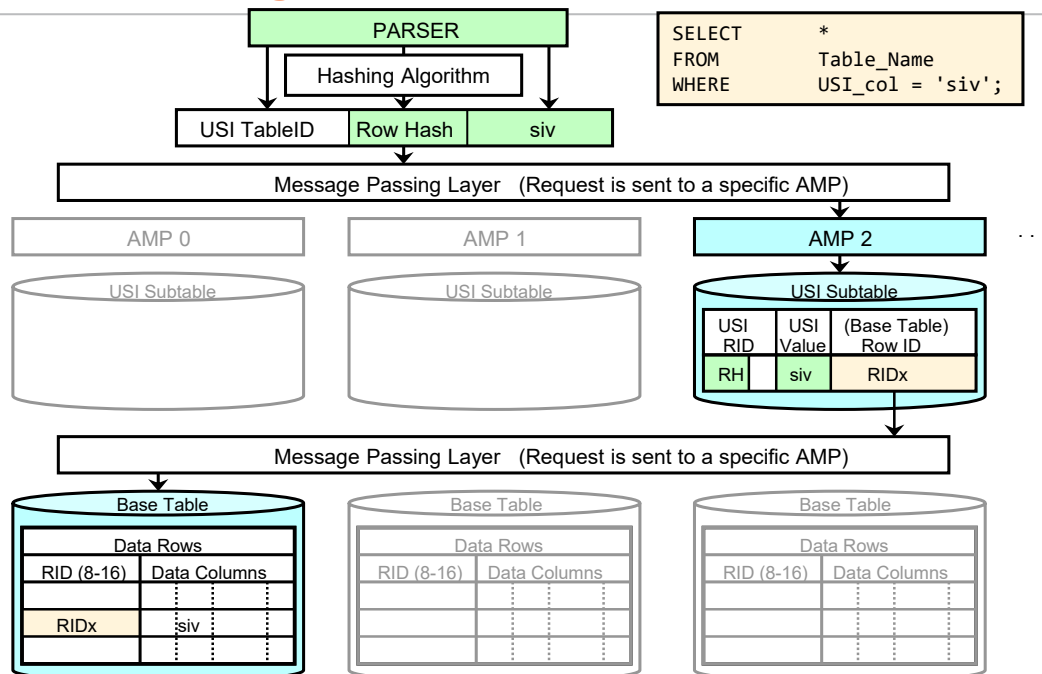 PARSER
SELECT *
FROM Table_Name
WHERE USI_col = 'siv';
Hashing Algorithm
USI TableID Row Hash siv
Message Passing Layer (Request is sent to a specific AMP)
AMP 0 AMP 1 AMP 2 . .
USI Subtable USI Subtable USI Subtable
USI USI (Base Table)
RID Value Row ID
RH siv RIDx
Message Passing Layer (Request is sent to a specific AMP)
Base Table Base Table Base Table
Data Rows Data Rows Data Rows
RID (8-16) Data Columns RID (8-16) Data Columns RID (8-16) Data Columns
RIDx siv